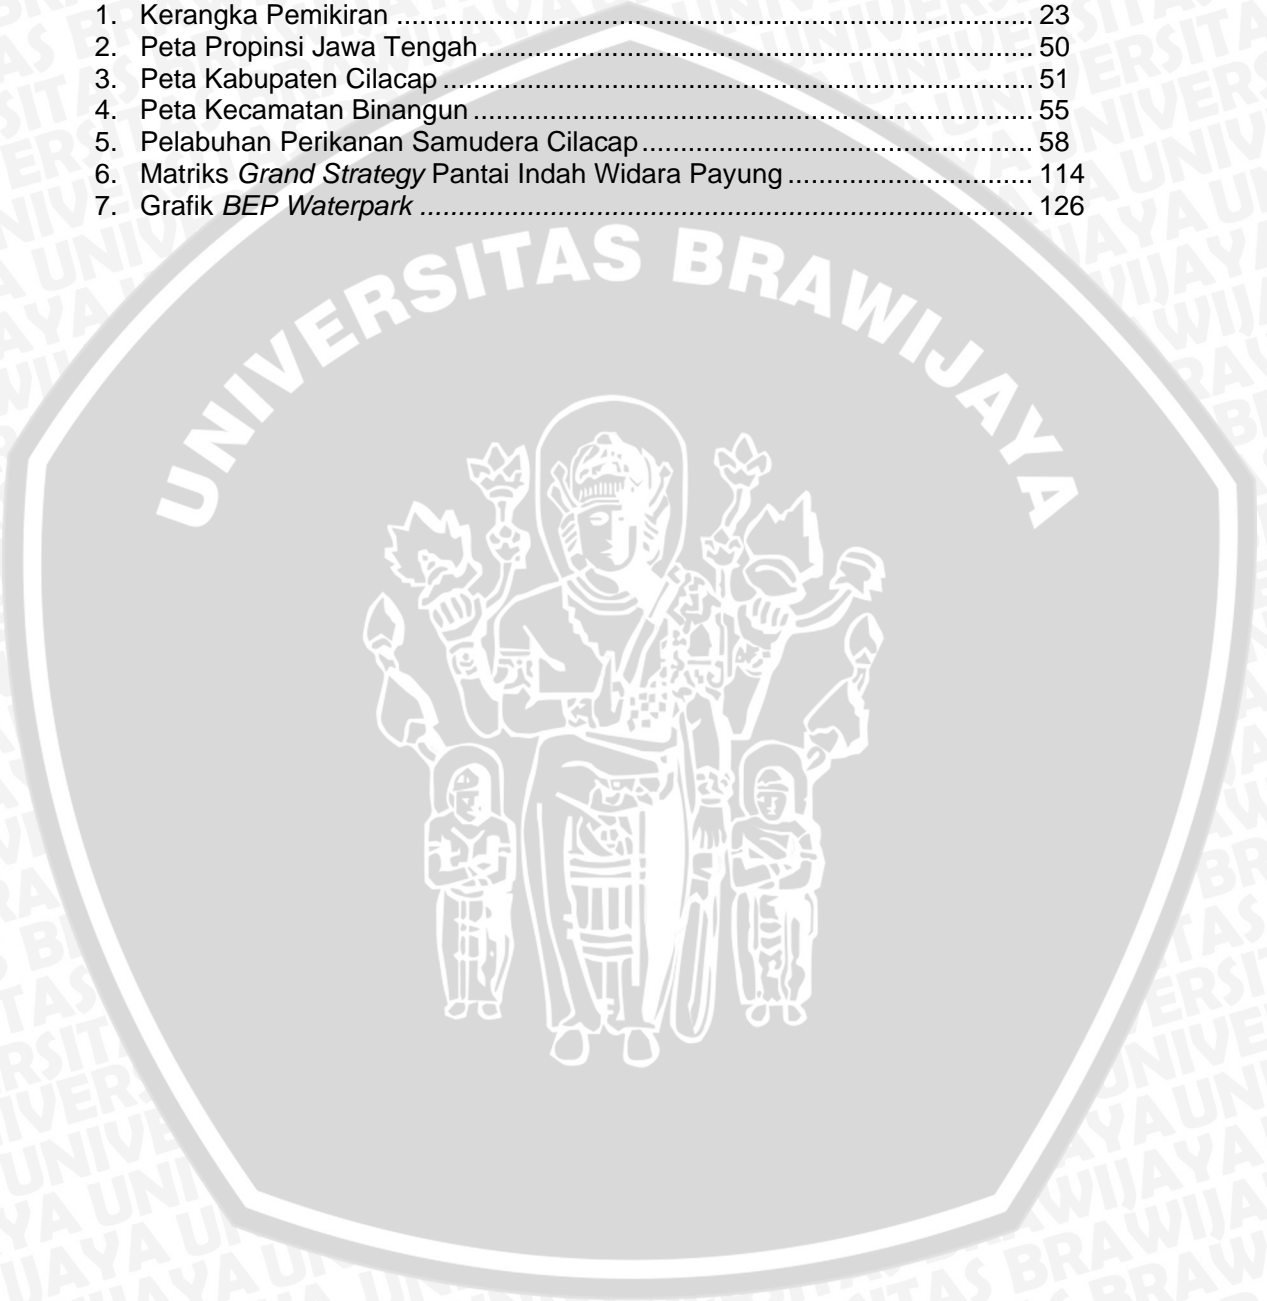 1. Kerangka Pemikiran .................................................................................... 23
2. Peta Propinsi Jawa Tengah ......................................................................... 50
3. Peta Kabupaten Cilacap .............................................................................. 51
4. Peta Kecamatan Binangun .......................................................................... 55
5. Pelabuhan Perikanan Samudera Cilacap .................................................... 58
6. Matriks Grand Strategy Pantai Indah Widara Payung ................................ 114
7. Grafik BEP Waterpark ................................................................................. 126
UNIVERSITAS BRAWIJAYA